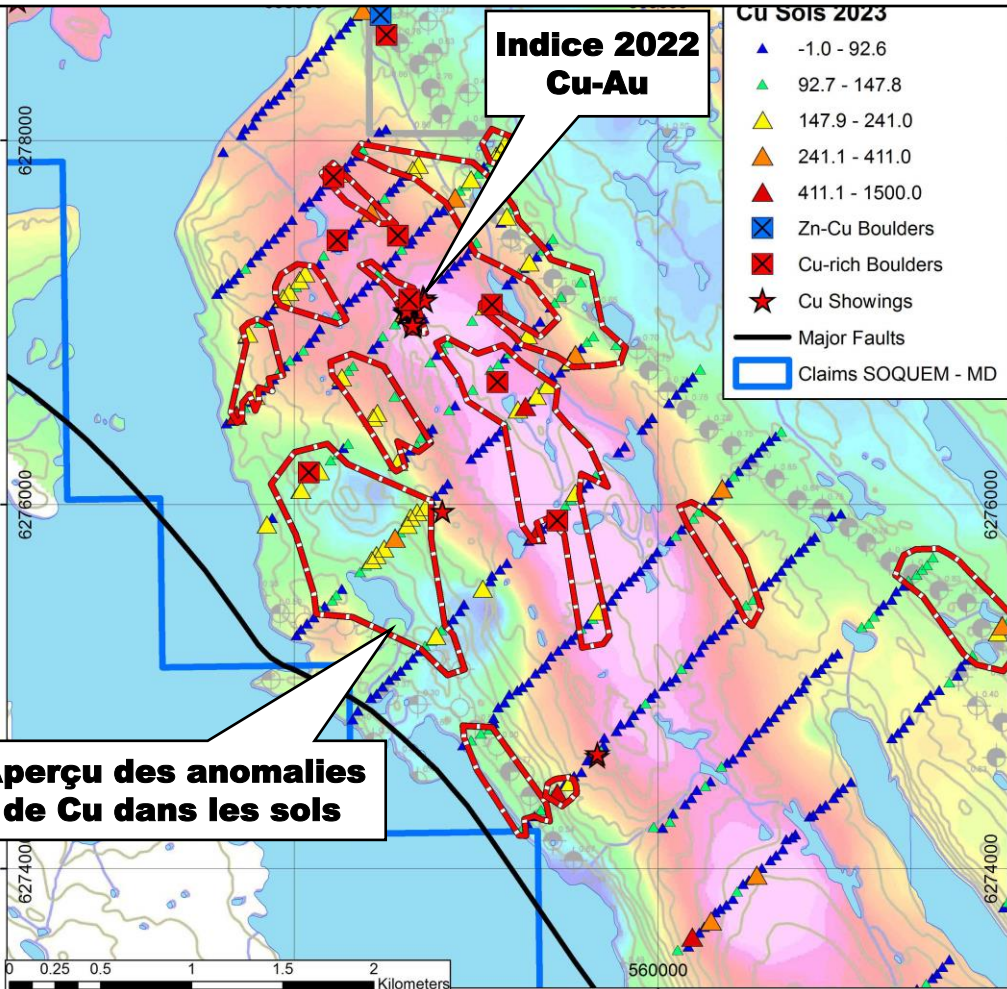 Indice 2022
Cu-Au
Cu Sols 2023
-1.0 - 92.6
92.7 - 147.8
147.9 - 241.0
241.1 - 411.0
411.1 - 1500.0
Zn-Cu Boulders
Cu-rich Boulders
Cu Showings
Major Faults
Claims SOQUEM - MD
6278000
6276000
6276000
Aperçu des anomalies
de Cu dans les sols
6274000
6274000
560000
0 0.25 0.5 1 1.5 2
Kilometers